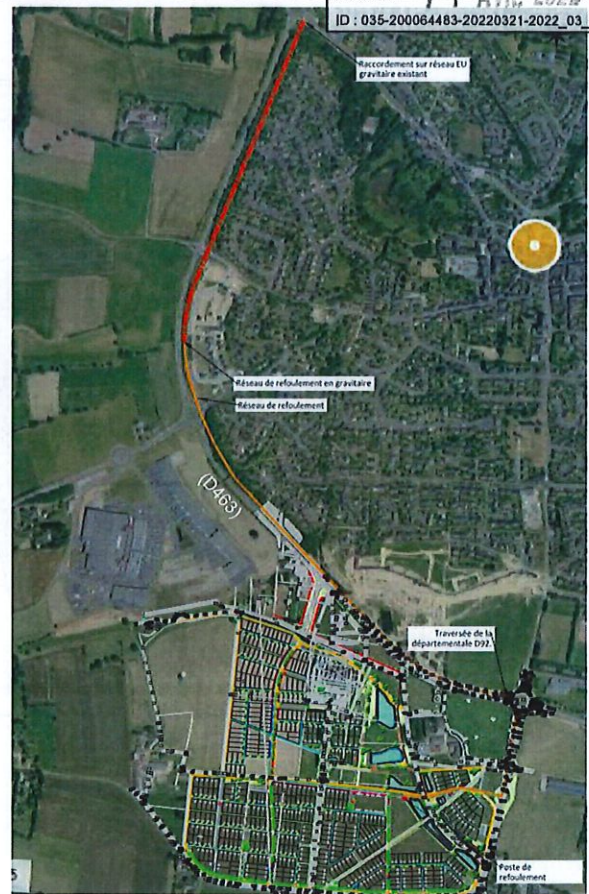 ID : 035-200064483-20220321-2022_03_
Raccordement sur réseau EU
gravitaire existant
Réseau de refoulement en gravitaire
Réseau de refoulement
(D463)
Traversée de la
départementale D92.
Poste de
refoulement
5